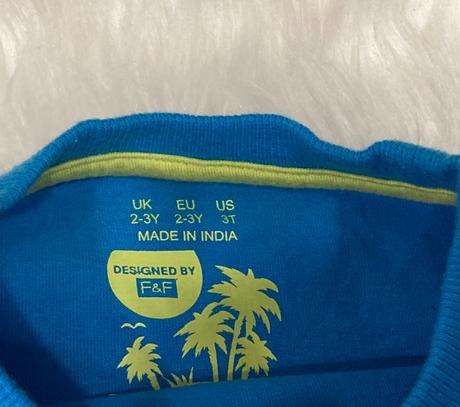 UK EU US
2-3Y 2-3Y 3T
MADE IN INDIA
DESIGNED BY
F&F